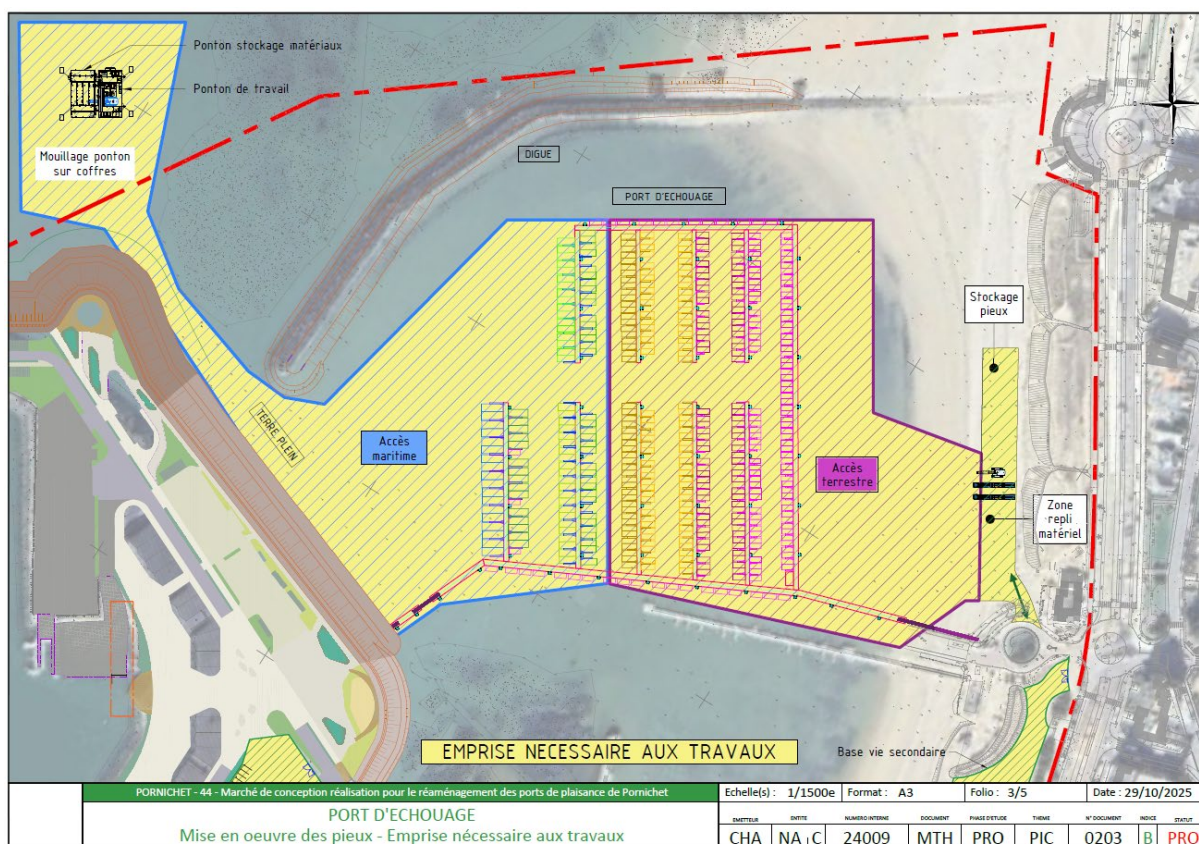 Ponton stockage matériaux
Ponton de travail
Mouillage ponton
sur coffres
N
S
DIGUE
PORT D'ECHOUAGE
Stockage
pieux
TERRE PLEIN
Accès
maritime
Accès
terrestre
Zone
repli
matériel
EMPRISE NECESSAIRE AUX TRAVAUX
Base vie secondaire
PORNICHET - 44 - Marché de conception réalisation pour le réaménagement des ports de plaisance de Pornichet
PORT D'ECHOUAGE
Mise en oeuvre des pieux - Emprise nécessaire aux travaux
Echelle(s) : 1/1500e Format : A3 Folio : 3/5 Date : 29/10/2025
EMETTEUR ENTITE NUMERO INTERNE DOCUMENT PHASE D'ETUDE THEME N° DOCUMENT INDICE STATUT
CHA NA C 24009 MTH PRO PIC 0203 B PRO